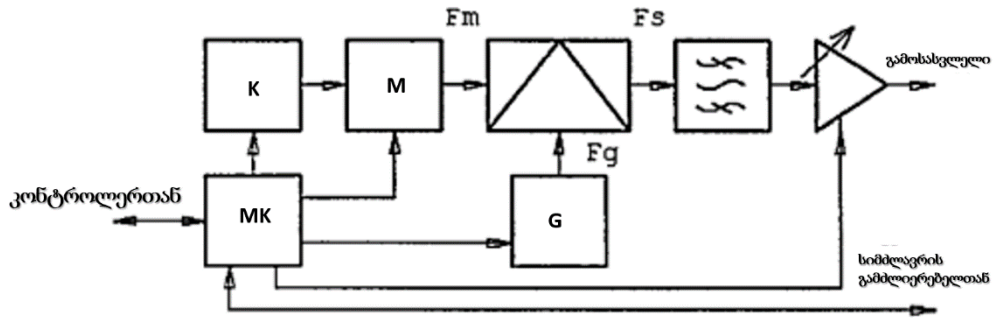 Fm
Fs
K
M
გამოსასვლელი
Fg
კონტროლერთან
MK
G
სიმძლავრის
გამძლიერებელთან